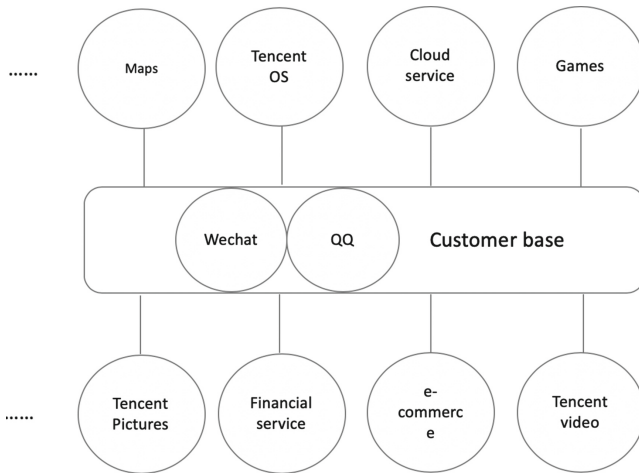 ......
Maps
Tencent
OS
Cloud
service
Games
Wechat
QQ
Customer base
......
Tencent
Pictures
Financial
service
e-
commerc
e
Tencent
video